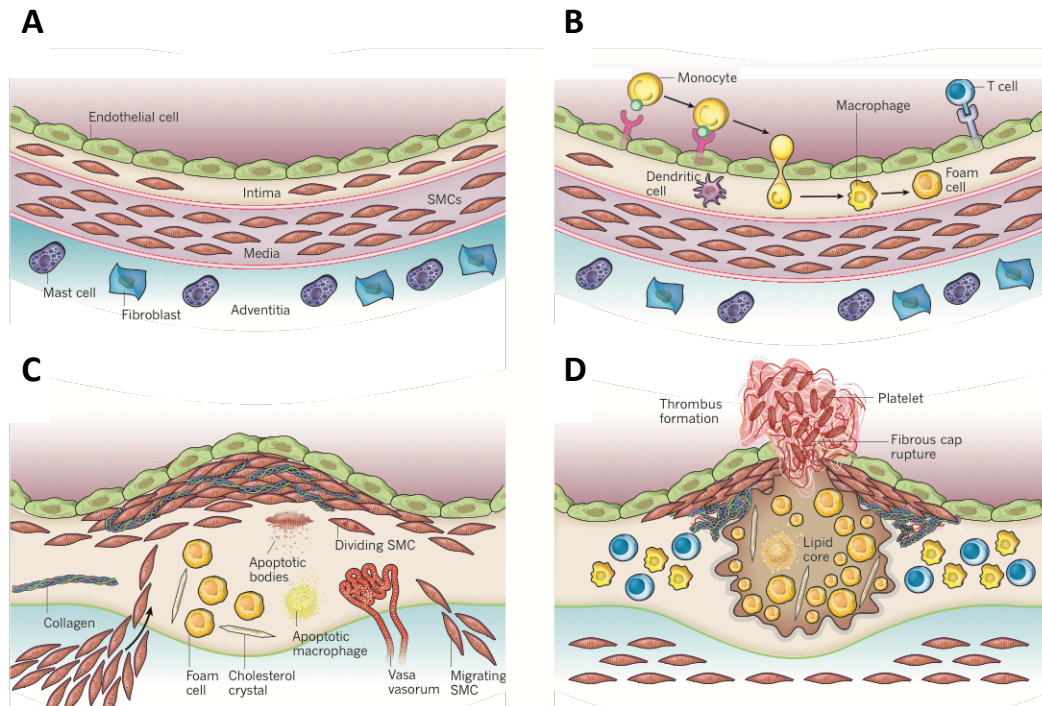 A
Endothelial cell
Intima
SMCs
Media
Mast cell
Fibroblast
Adventitia
B
Monocyte
T cell
Macrophage
Dendritic
cell
Foam
cell
C
Apoptotic
bodies
Dividing SMC
Collagen
Apoptotic
macrophage
Foam
cell
Cholesterol
crystal
Vasa
vasorum
Migrating
SMC
D
Thrombus
formation
Platelet
Fibrous cap
rupture
Lipid
core